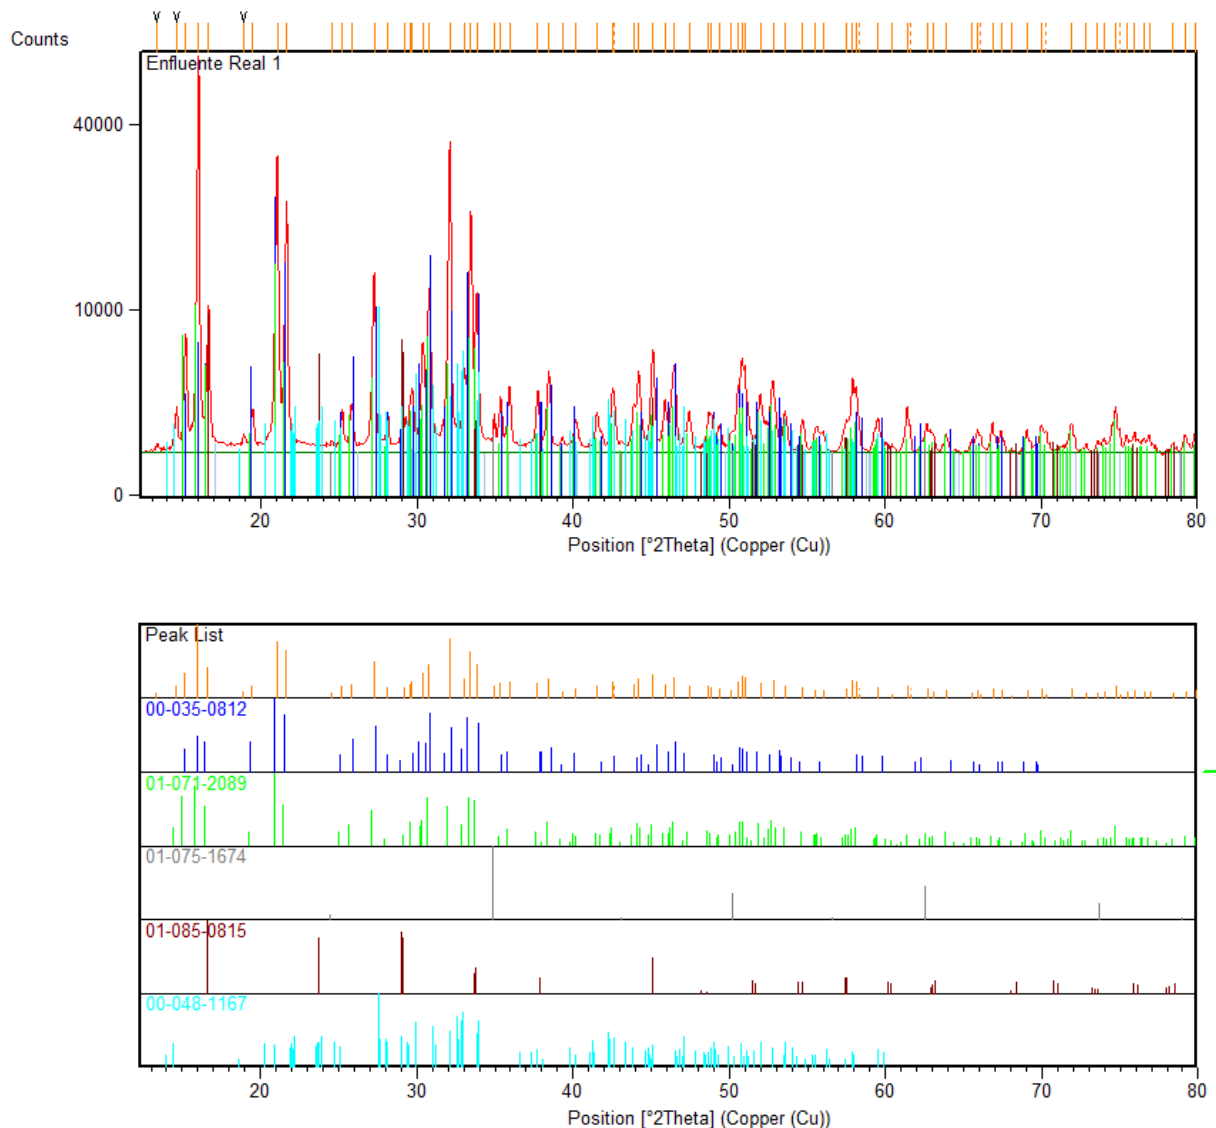 Counts
Enfluente Real 1
40000
10000
0
20 30 40 50 60 70 80
Position [°2Theta] (Copper (Cu))
Peak List
00-035-0812
01-071-2089
01-075-1674
01-085-0815
00-048-1167
20 30 40 50 60 70 80
Position [°2Theta] (Copper (Cu))